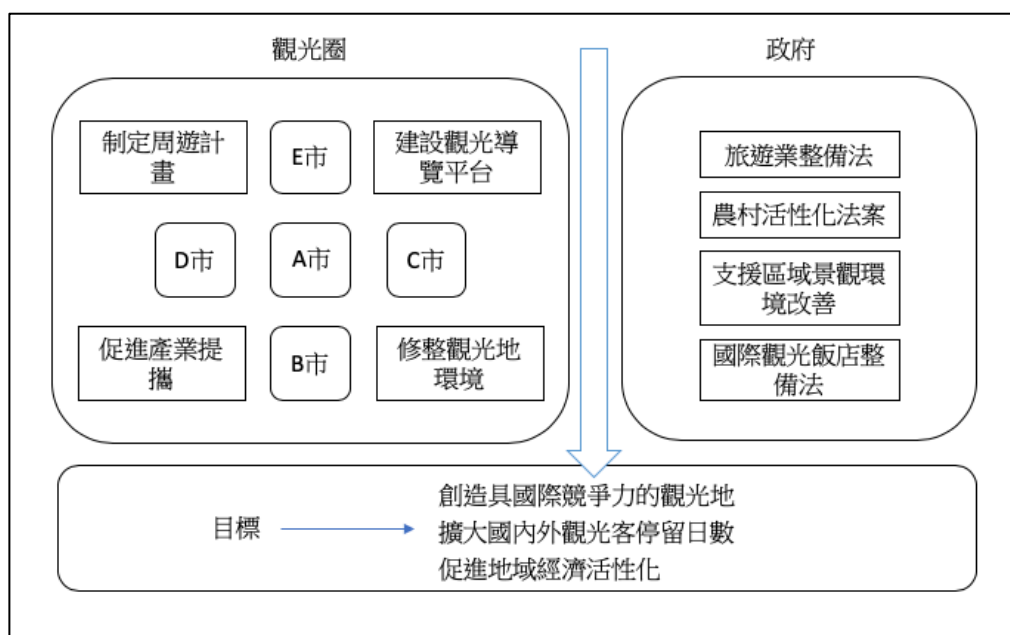 觀光圈
政府
制定周遊計
畫
E市
建設觀光導
覽平台
D市
A市
C市
促進產業提
攜
B市
修整觀光地
環境
旅遊業整備法
農村活性化法案
支援區域景觀環
境改善
國際觀光飯店整
備法
目標
創造具國際競爭力的觀光地
擴大國內外觀光客停留日數
促進地域經濟活性化